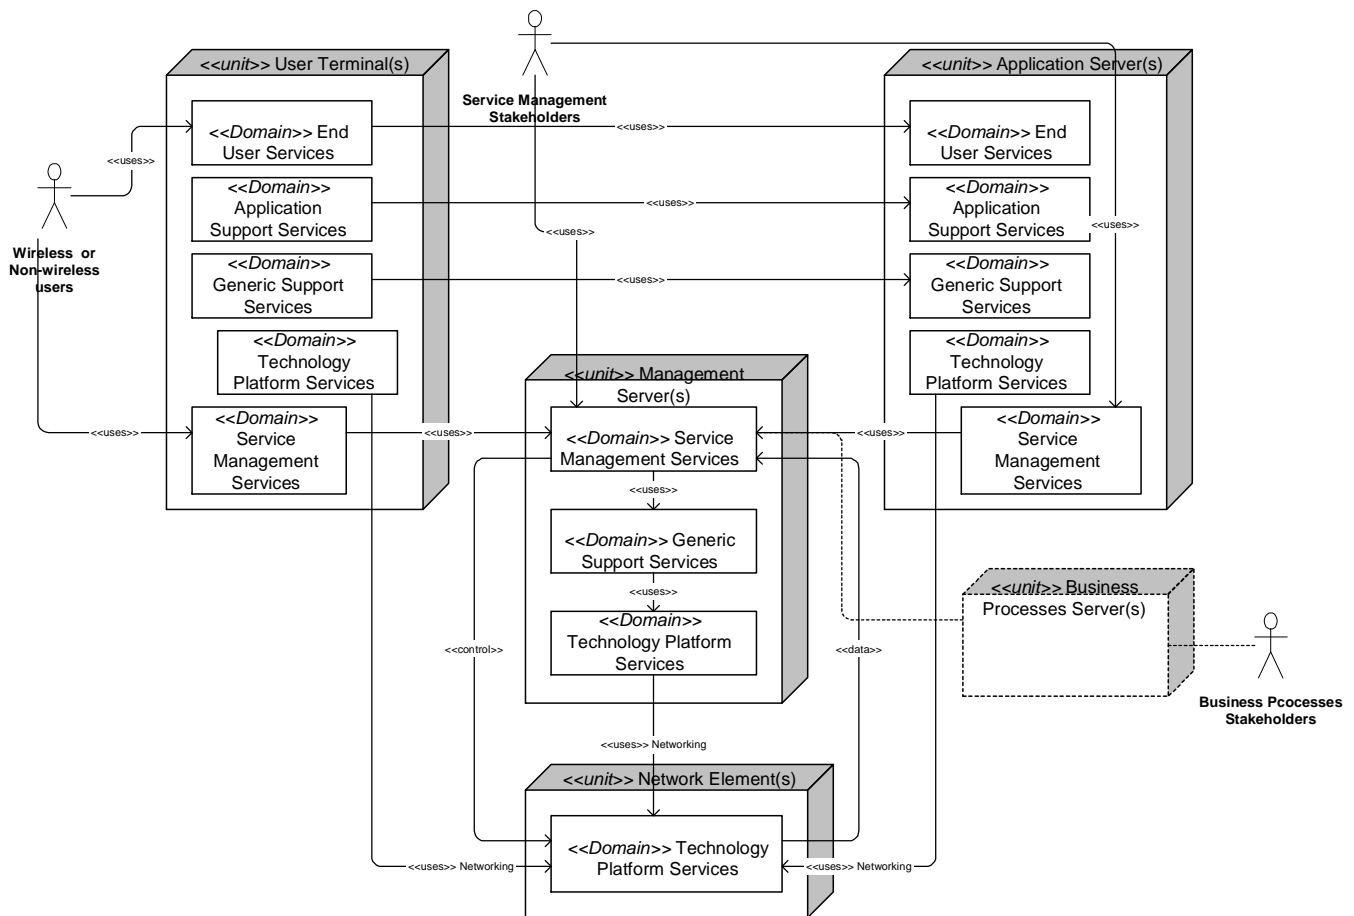 <<unit>> User Terminal(s)
<<Domain>> End
User Services
<<Domain>>
Application
Support Services
<<Domain>>
Generic Support
Services
<<Domain>>
Technology
Platform Services
<<Domain>>
Service
Management
Services
<<uses>>
Wireless or
Non-wireless
users
<<uses>>
Service Management
Stakeholders
<<uses>>
<<uses>>
<<uses>>
<<uses>>
<<uses>>
<<unit>> Application Server(s)
<<Domain>> End
User Services
<<Domain>>
Application
Support Services
<<uses>>
<<Domain>>
Generic Support
Services
<<Domain>>
Technology
Platform Services
<<Domain>>
Service
Management
Services
<<uses>>
<<unit>> Management
Server(s)
<<Domain>> Service
Management Services
<<uses>>
<<Domain>> Generic
Support Services
<<uses>>
<<Domain>>
Technology Platform
Services
<<control>>
<<data>>
<<unit>> Business
Processes Server(s)
Business Pcocesses
Stakeholders
<<uses>> Networking
<<unit>> Network Element(s)
<<Domain>> Technology
Platform Services
<<uses>> Networking
<<uses>> Networking